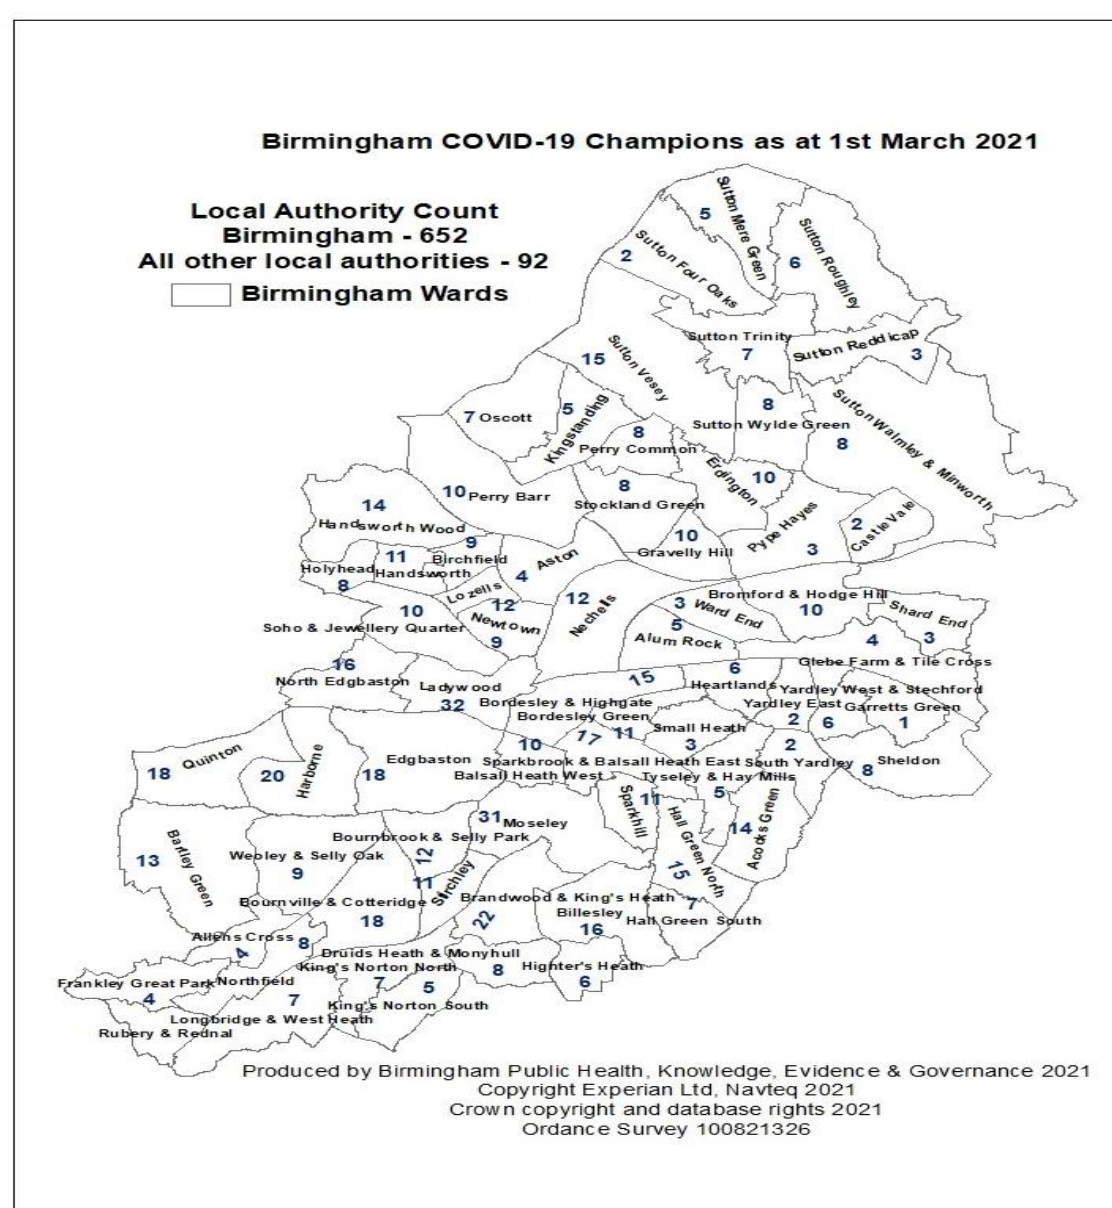 Birmingham COVID-19 Champions as at 1st March 2021
Local Authority Count
Birmingham - 652
All other local authorities - 92
Birmingham Wards
5
Sutton Mere Green
2
Sutton Four Oaks
6
Sutton Roughley
Sutton Trinity
7
Sutton Reddicap
3
15
Sutton Vesey
8
Sutton Wylde Green
Sutton Walmley & Minworth
8
7 Oscott
5
Kingstanding
8
Perry Common
Erdington
10
10 Perry Barr
8
Stockland Green
14
Handsworth Wood
10
Gravelly Hill
Pype Hayes
3
2
Castle Vale
9
Birchfield
11
Handsworth
Holyhead
8
4
Aston
Lozells
12
10
Soho & Jewellery Quarter
Newtown
9
12
Nechells
3
Ward End
5
Alum Rock
Bromford & Hodge Hill
10
Shard End
3
4
Glebe Farm & Tile Cross
16
North Edgbaston
Ladywood
32
15
Bordesley & Highgate
6
Heartlands
Yardley West & Stechford
Yardley East
Garretts Green
2
6
1
Bordesley Green
17
11
Small Heath
3
2
10
Sparkbrook & Balsall Heath East
South Yardley
8
Sheldon
Balsall Heath West
Tyseley & Hay Mills
5
18
Quinton
20
Harborne
18
Edgbaston
Sparkhill
11
Hall Green North
15
14
Acocks Green
31
Moseley
13
Bartley Green
Bournbrook & Selly Park
12
Weoley & Selly Oak
9
11
Stirchley
Bournville & Cotteridge
18
Brandwood & King's Heath
22
Billesley
16
7
Hall Green South
Allens Cross
4
8
Druids Heath & Monyhull
8
Highter's Heath
6
King's Norton North
7
5
King's Norton South
Frankley Great Park
4
Northfield
7
Longbridge & West Heath
Rubery & Rednal
Produced by Birmingham Public Health, Knowledge, Evidence & Governance 2021
Copyright Experian Ltd, Navteq 2021
Crown copyright and database rights 2021
Ordance Survey 100821326